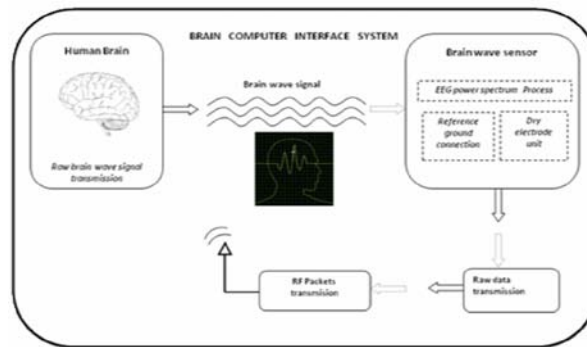 BRAIN COMPUTER INTERFACE SYSTEM
Human Brain
Raw brain wave signal
transmission
Brain wave signal
Brain wave sensor
EEG power spectrum Process
Reference
ground
connection
Dry
electrode
unit
Raw data
transmission
RF Packets
transmision